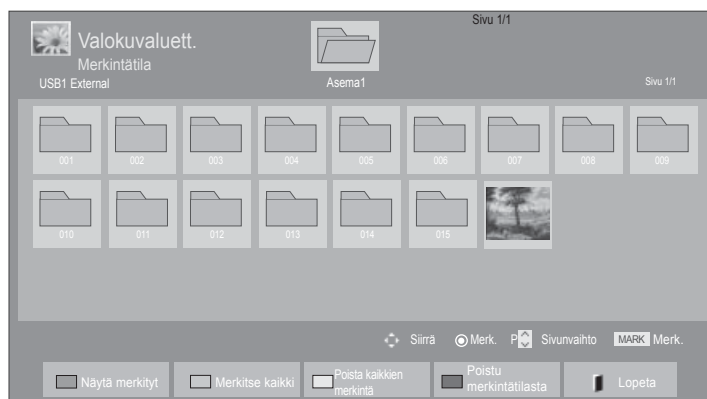 Sivu 1/1
Valokuvaluett.
Merkintätila
USB1 External
Asema1
Sivu 1/1
001 002 003 004 005 006 007 008 009
010 011 012 013 014 015
Siirrä Merk. P Sivunvaihto MARK Merk.
Näytä merkityt
Merkitse kaikki
Poista kaikkien
merkintä
Poistu
merkintätilasta
Lopeta